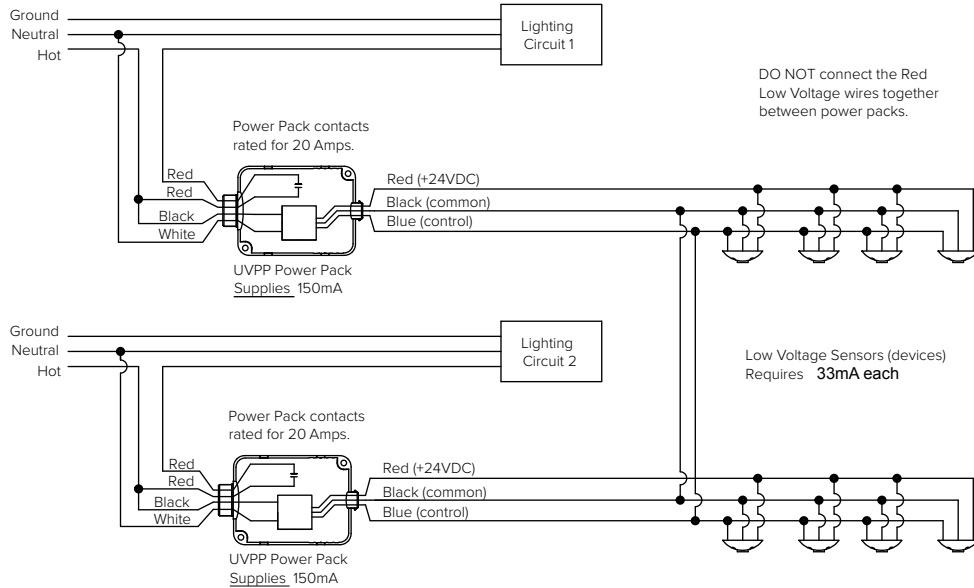 Ground
Neutral
Hot
Lighting
Circuit 1
DO NOT connect the Red
Low Voltage wires together
between power packs.
Power Pack contacts
rated for 20 Amps.
Red
Red
Black
White
Red (+24VDC)
Black (common)
Blue (control)
UVPP Power Pack
Supplies 150mA
Ground
Neutral
Hot
Lighting
Circuit 2
Low Voltage Sensors (devices)
Requires 33mA each
Power Pack contacts
rated for 20 Amps.
Red
Red
Black
White
Red (+24VDC)
Black (common)
Blue (control)
UVPP Power Pack
Supplies 150mA